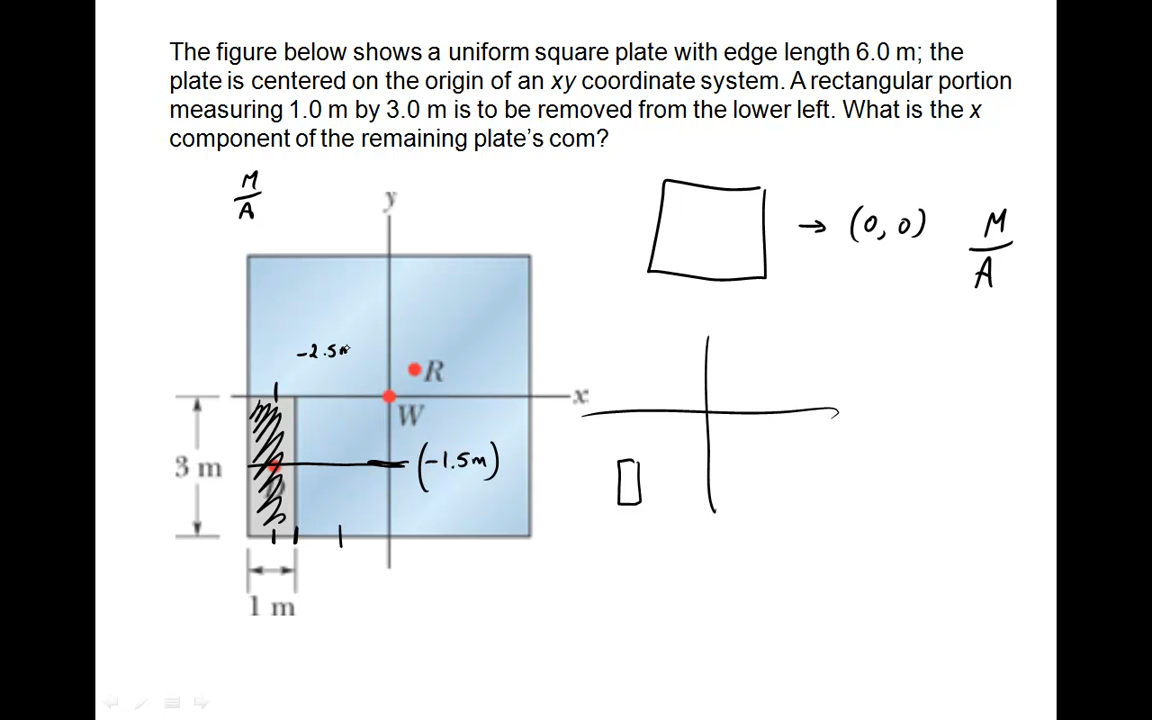 The figure below shows a uniform square plate with edge length 6.0 m; the
plate is centered on the origin of an xy coordinate system. A rectangular portion
measuring 1.0 m by 3.0 m is to be removed from the lower left. What is the x
component of the remaining plate's com?
M
A
y
→ (0, 0)
M
A
-2.5m
R
x
W
3 m
(-1.5m)
1 m